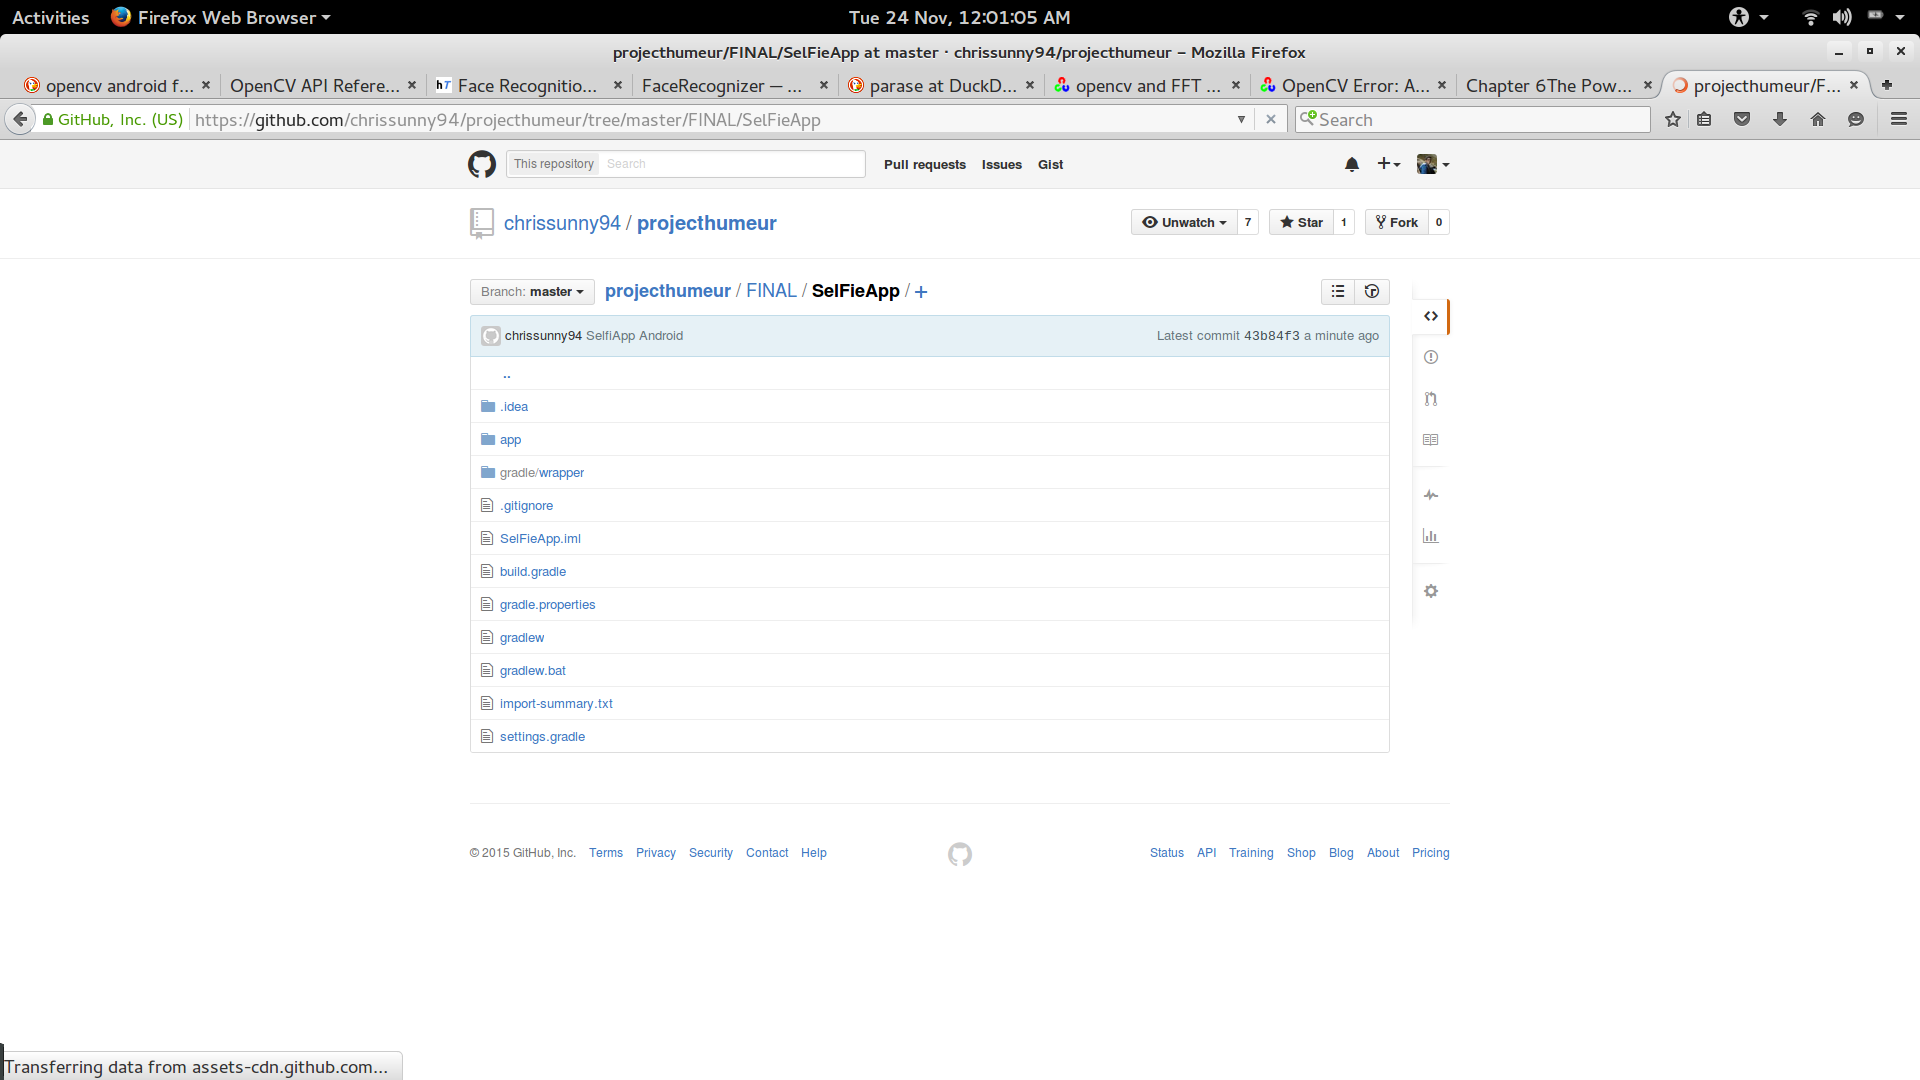 Activities Firefox Web Browser Tue 24 Nov, 12:01:05 AM
projecthumeur/FINAL/SelFieApp at master · chrissunny94/projecthumeur – Mozilla Firefox
opencv android f... OpenCV API Refere... hT Face Recognitio... FaceRecognizer — ... parase at DuckD... opencv and FFT ... OpenCV Error: A... Chapter 6The Pow... projecthumeur/F...
GitHub, Inc. (US) https://github.com/chrissunny94/projecthumeur/tree/master/FINAL/SelFieApp Search
This repository Search Pull requests Issues Gist
chrissunny94 / projecthumeur Unwatch 7 Star 1 Fork 0
Branch: master projecthumeur / FINAL / SelFieApp / +
chrissunny94 SelfiApp Android Latest commit 43b84f3 a minute ago
..
.idea
app
gradle/wrapper
.gitignore
SelFieApp.iml
build.gradle
gradle.properties
gradlew
gradlew.bat
import-summary.txt
settings.gradle
© 2015 GitHub, Inc. Terms Privacy Security Contact Help Status API Training Shop Blog About Pricing
Transferring data from assets-cdn.github.com...